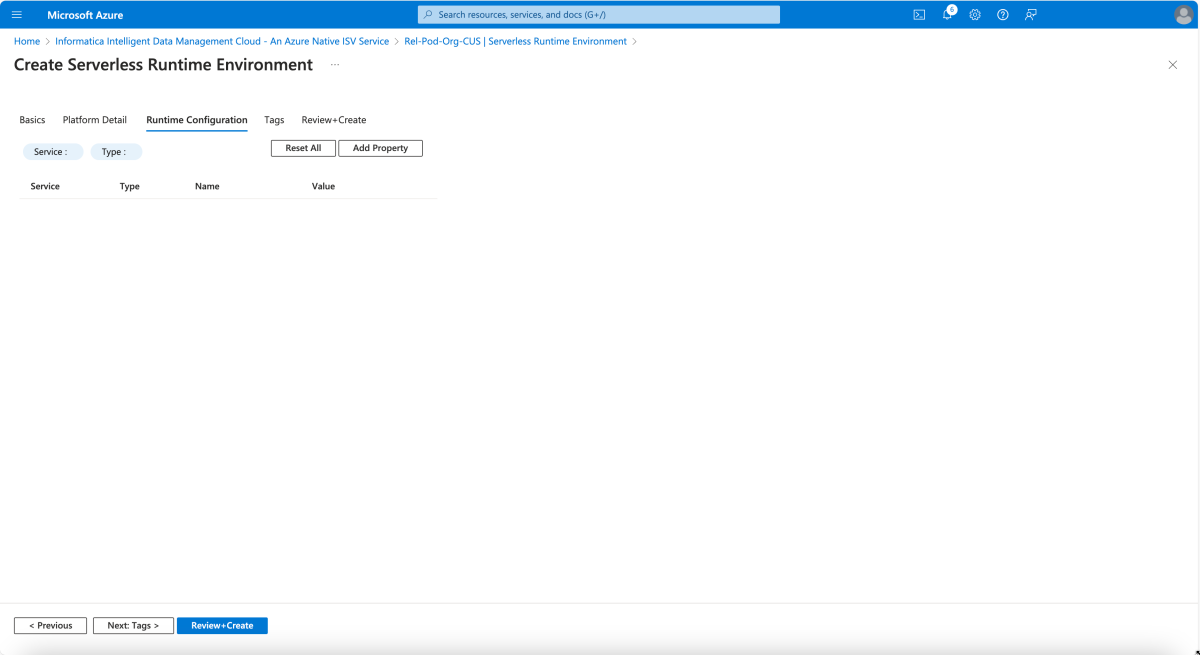 Microsoft Azure
Search resources, services, and docs (G+/)
6
Home > Informatica Intelligent Data Management Cloud - An Azure Native ISV Service > Rel-Pod-Org-CUS | Serverless Runtime Environment >
Create Serverless Runtime Environment ...
Basics Platform Detail Runtime Configuration Tags Review+Create
Service : Type : Reset All Add Property
Service Type Name Value
< Previous Next: Tags > Review+Create